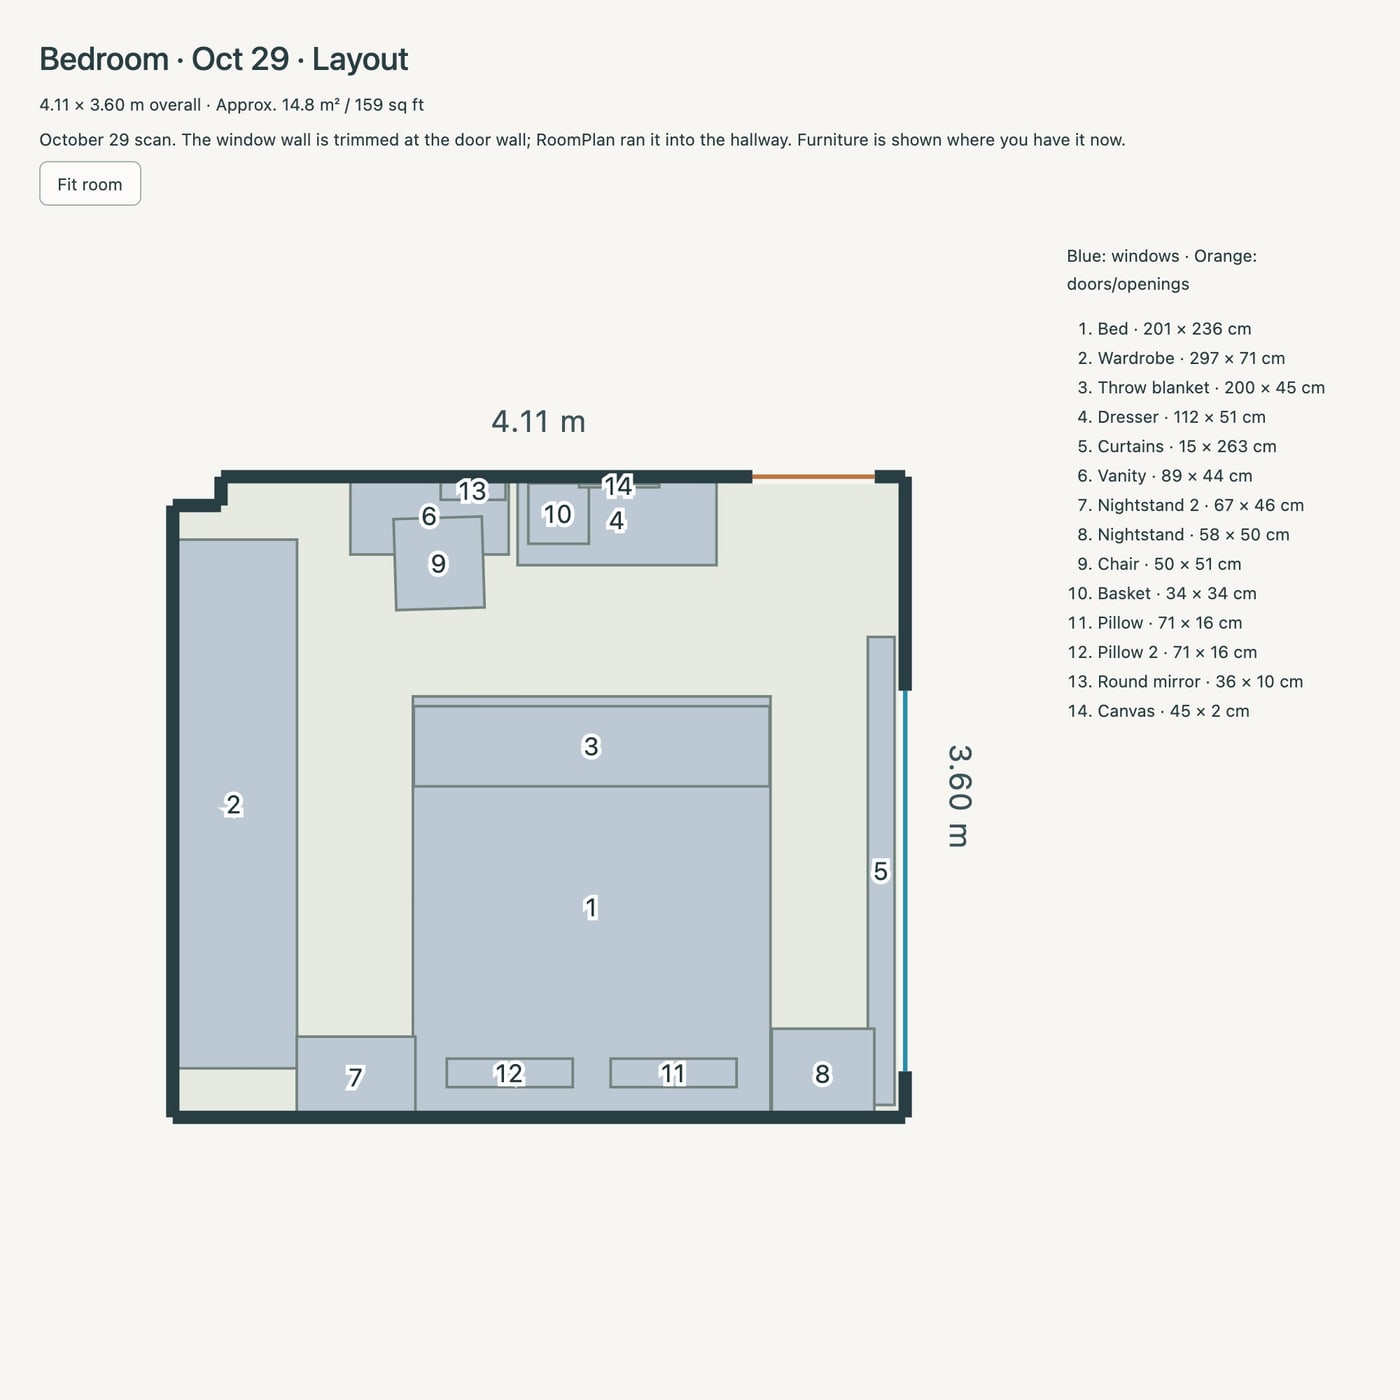 Bedroom · Oct 29 · Layout
4.11 × 3.60 m overall · Approx. 14.8 m² / 159 sq ft
October 29 scan. The window wall is trimmed at the door wall; RoomPlan ran it into the hallway. Furniture is shown where you have it now.
Fit room
Blue: windows · Orange:
doors/openings
1. Bed · 201 × 236 cm
2. Wardrobe · 297 × 71 cm
3. Throw blanket · 200 × 45 cm
4. Dresser · 112 × 51 cm
5. Curtains · 15 × 263 cm
6. Vanity · 89 × 44 cm
7. Nightstand 2 · 67 × 46 cm
8. Nightstand · 58 × 50 cm
9. Chair · 50 × 51 cm
10. Basket · 34 × 34 cm
11. Pillow · 71 × 16 cm
12. Pillow 2 · 71 × 16 cm
13. Round mirror · 36 × 10 cm
14. Canvas · 45 × 2 cm
4.11 m
13
14
6
10
4
9
3
3.60 m
2
5
1
7
12
11
8